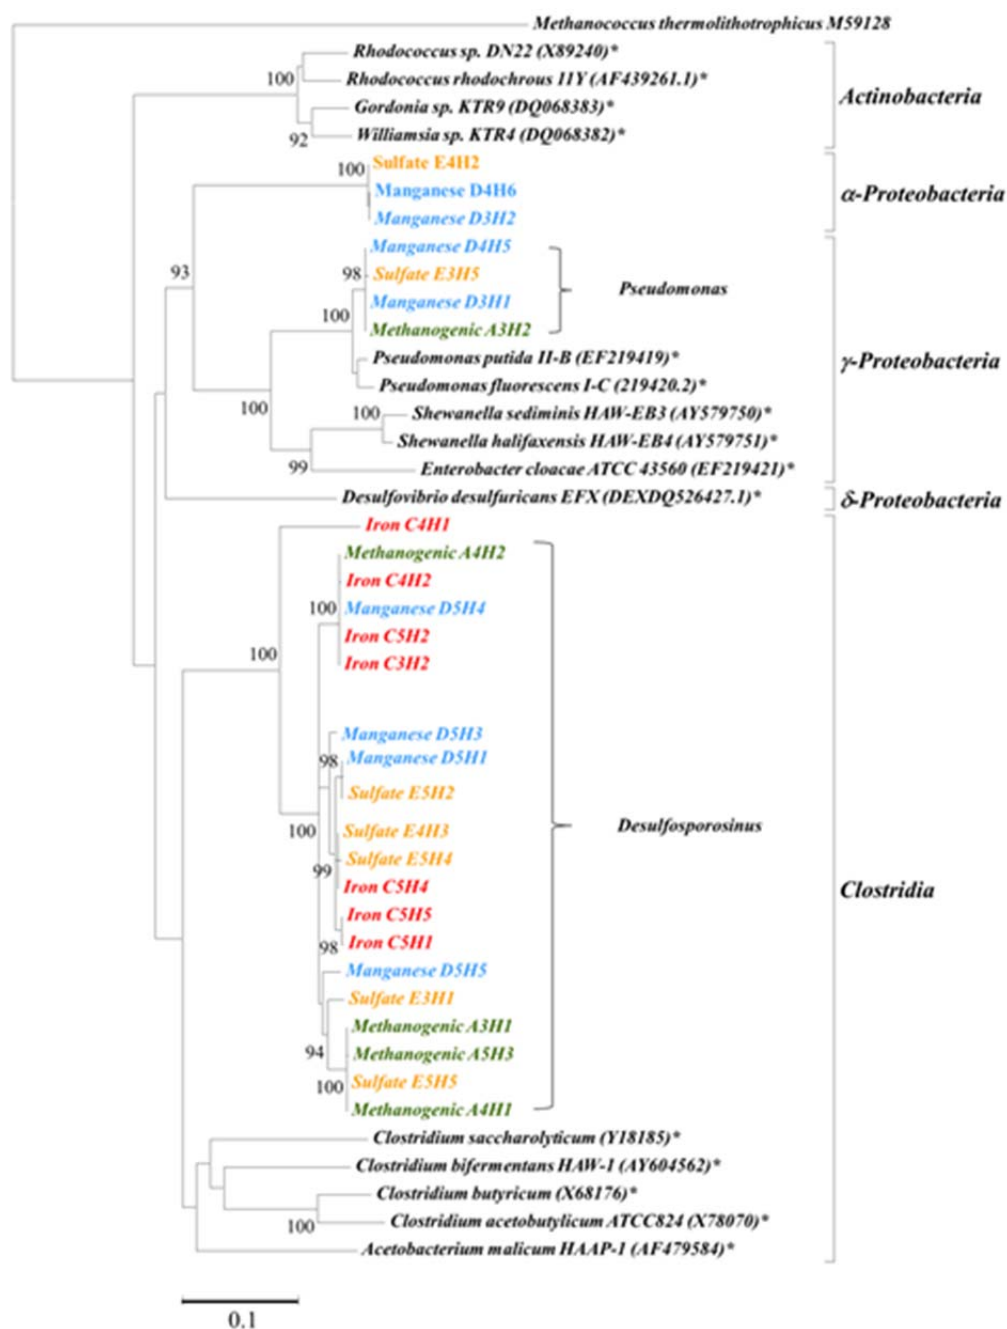 Methanococcus thermolithotrophicus M59128
Rhodococcus sp. DN22 (X89240)*
100
Rhodococcus rhodochrous 11Y (AF439261.1)*
Actinobacteria
Gordonia sp. KTR9 (DQ068383)*
92
Williamsia sp. KTR4 (DQ068382)*
100
Sulfate E4H2
Manganese D4H6
α-Proteobacteria
Manganese D3H2
Manganese D4H5
93
98
Sulfate E3H5
Pseudomonas
Manganese D3H1
100
Methanogenic A3H2
Pseudomonas putida II-B (EF219419)*
γ-Proteobacteria
Pseudomonas fluorescens I-C (219420.2)*
100
100
Shewanella sediminis HAW-EB3 (AY579750)*
Shewanella halifaxensis HAW-EB4 (AY579751)*
99
Enterobacter cloacae ATCC 43560 (EF219421)*
Desulfovibrio desulfuricans EFX (DEXDQ526427.1)*
δ-Proteobacteria
Iron C4H1
Methanogenic A4H2
Iron C4H2
100
Manganese D5H4
Iron C5H2
100
Iron C3H2
Manganese D5H3
98
Manganese D5H1
Sulfate E5H2
100
Sulfate E4H3
Desulfosporosinus
Sulfate E5H4
99
Iron C5H4
Clostridia
Iron C5H5
98
Iron C5H1
Manganese D5H5
Sulfate E3H1
Methanogenic A3H1
94
Methanogenic A5H3
100
Sulfate E5H5
Methanogenic A4H1
Clostridium saccharolyticum (Y18185)*
Clostridium bifermentans HAW-1 (AY604562)*
Clostridium butyricum (X68176)*
100
Clostridium acetobutylicum ATCC824 (X78070)*
Acetobacterium malicum HAAP-1 (AF479584)*
0.1